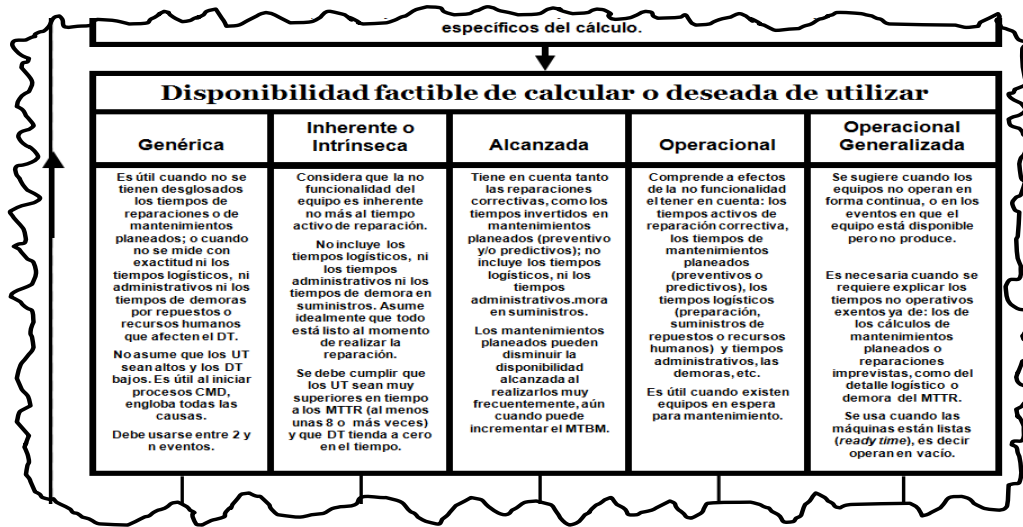 específicos del cálculo.
Disponibilidad factible de calcular o deseada de utilizar
Genérica
Es útil cuando no se
tienen desglosados
los tiempos de
reparaciones o de
mantenimientos
planeados; o cuando
no se mide con
exactitud ni los
tiempos logísticos, ni
administrativos ni los
tiempos de demoras
por repuestos o
recursos humanos
que afecten el DT.
No asume que los UT
sean altos y los DT
bajos. Es útil al iniciar
procesos CMD,
engloba todas las
causas.
Debe usarse entre 2 y
n eventos.
Inherente o
Intrínseca
Considera que la no
funcionalidad del
equipo es inherente
no más al tiempo
activo de reparación.
No incluye los
tiempos logísticos, ni
los tiempos
administrativos ni los
tiempos de demora en
suministros. Asume
idealmente que todo
está listo al momento
de realizar la
reparación.
Se debe cumplir que
los UT sean muy
superiores en tiempo
a los MTTR (al menos
unas 8 o más veces)
y que DT tienda a cero
en el tiempo.
Alcanzada
Tiene en cuenta tanto
las reparaciones
correctivas, como los
tiempos invertidos en
mantenimientos
planeados (preventivo
y/o predictivos); no
incluye los tiempos
logísticos, ni los
tiempos
administrativos.mora
en suministros.
Los mantenimientos
planeados pueden
disminuir la
disponibilidad
alcanzada al
realizarlos muy
frecuentemente, aún
cuando puede
incrementar el MTBM.
Operacional
Comprende a efectos
de la no funcionalidad
el tener en cuenta: los
tiempos activos de
reparación correctiva,
los tiempos de
mantenimientos
planeados
(preventivos o
predictivos), los
tiempos logísticos
(preparación,
suministros de
repuestos o recursos
humanos) y tiempos
administrativos, las
demoras, etc.
Es útil cuando existen
equipos en espera
para mantenimiento.
Operacional
Generalizada
Se sugiere cuando los
equipos no operan en
forma continua, o en los
eventos en que el
equipo está disponible
pero no produce.
Es necesaria cuando se
requiere explicar los
tiempos no operativos
exentos ya de: los de
los cálculos de
mantenimientos
planeados o
reparaciones
imprevistas, como del
detalle logístico o
demora del MTTR.
Se usa cuando las
máquinas están listas
(ready time), es decir
operan en vacío.